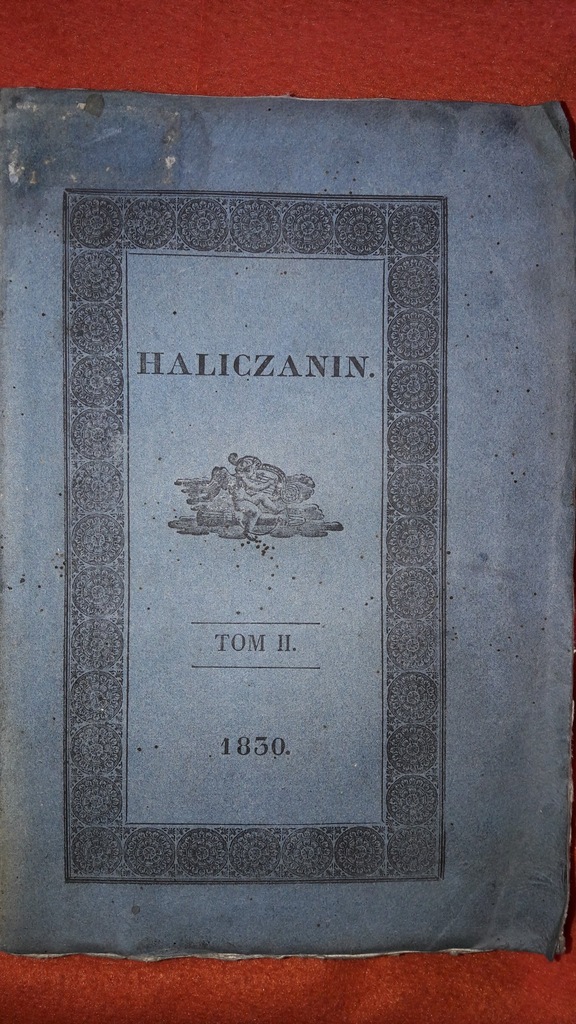 HALICZANIN.
TOM II.
1830.